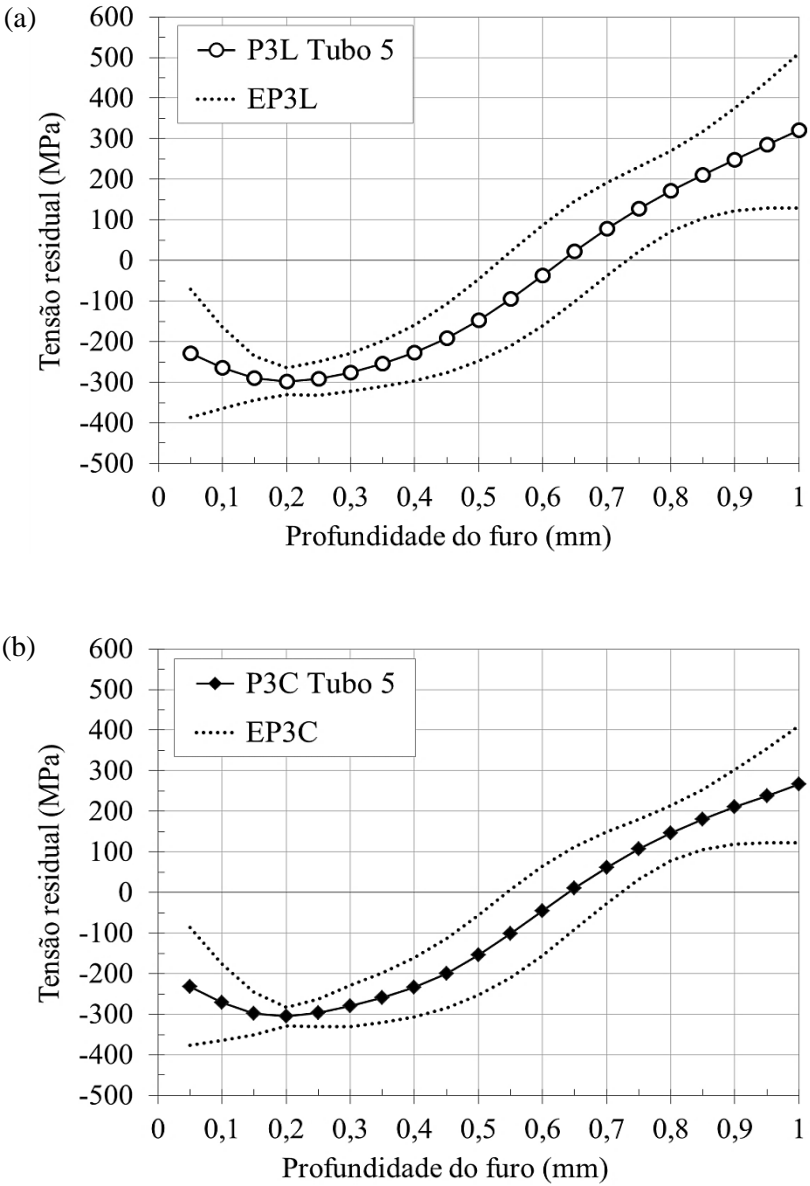 (a)
600
500
400
300
200
100
0
-100
-200
-300
-400
-500
Tensão residual (MPa)
P3L Tubo 5
EP3L
0 0,1 0,2 0,3 0,4 0,5 0,6 0,7 0,8 0,9 1
Profundidade do furo (mm)
(b)
600
500
400
300
200
100
0
-100
-200
-300
-400
-500
Tensão residual (MPa)
P3C Tubo 5
EP3C
0 0,1 0,2 0,3 0,4 0,5 0,6 0,7 0,8 0,9 1
Profundidade do furo (mm)